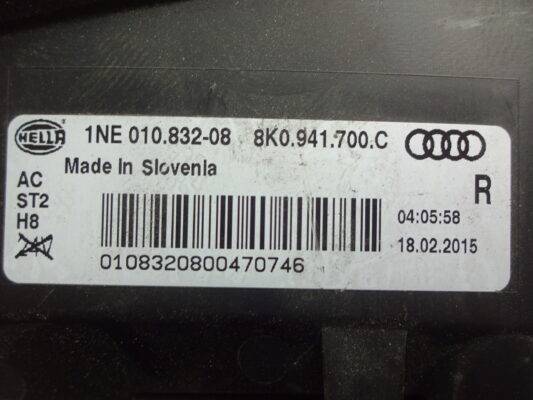 HELLA 1NE 010.832-08 8K0.941.700.C
Made In Slovenia
AC
ST2
H8
R
04:05:58
18.02.2015
0108320800470746